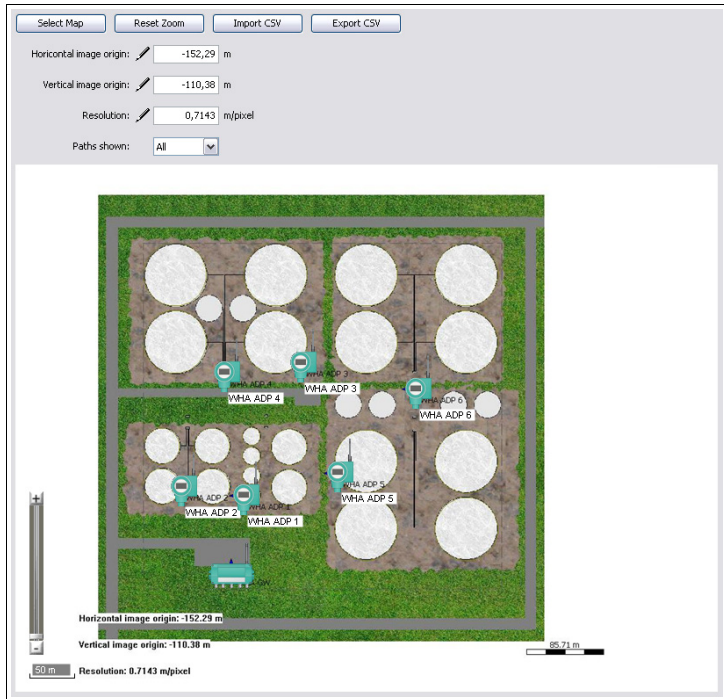 Select Map Reset Zoom Import CSV Export CSV
Horicontal image origin: -152,29 m
Vertical image origin: -110,38 m
Resolution: 0,7143 m/pixel
Paths shown: All
WHA ADP 3
WHA ADP 3
WHA ADP 4
WHA ADP 4
WHA ADP 6
WHA ADP 6
WHA ADP 5
WHA ADP 5
WHA ADP 2
WHA ADP 2
WHA ADP 1
Horizontal image origin: -152.29 m
Vertical image origin: -110.38 m
85.71 m
50 m Resolution: 0.7143 m/pixel